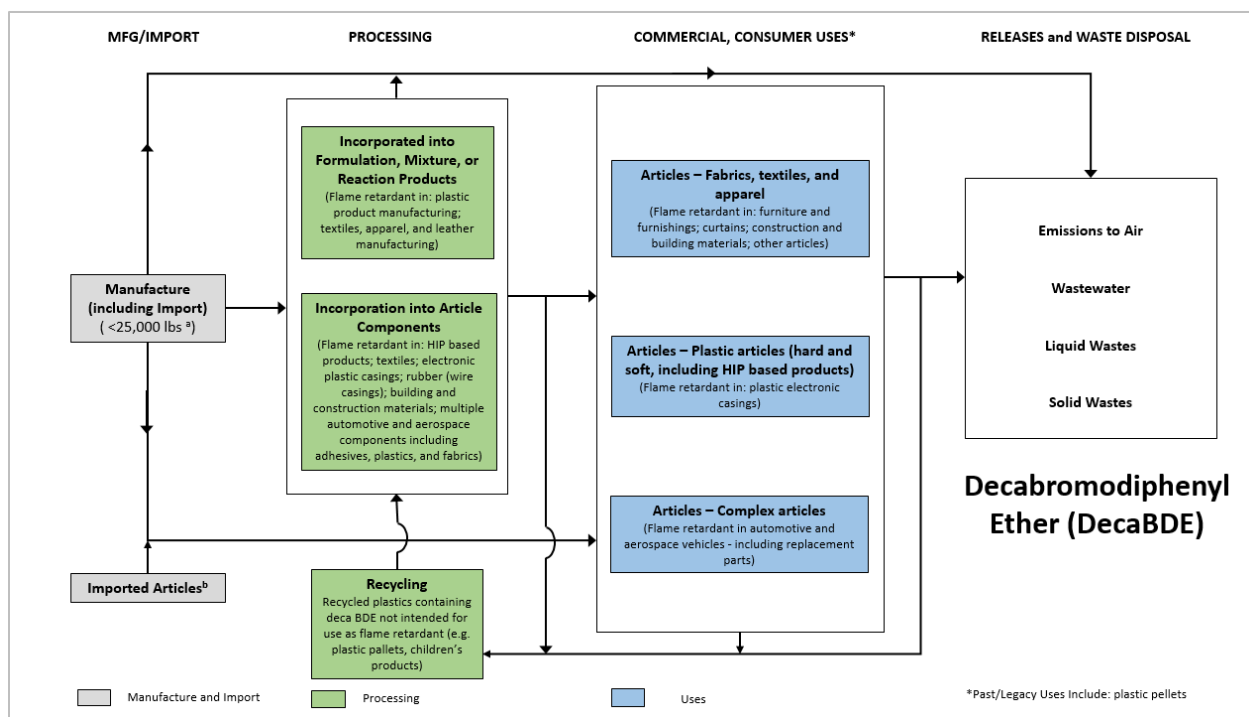 MFG/IMPORT
PROCESSING
COMMERCIAL, CONSUMER USES*
RELEASES and WASTE DISPOSAL
Manufacture
(including Import)
( <25,000 lbs ᵃ)
Imported Articlesᵇ
Incorporated into
Formulation, Mixture, or
Reaction Products
(Flame retardant in: plastic
product manufacturing;
textiles, apparel, and leather
manufacturing)
Incorporation into Article
Components
(Flame retardant in: HIP based
products; textiles; electronic
plastic casings; rubber (wire
casings); building and
construction materials; multiple
automotive and aerospace
components including
adhesives, plastics, and fabrics)
Recycling
Recycled plastics containing
deca BDE not intended for
use as flame retardant (e.g.
plastic pallets, children’s
products)
Articles – Fabrics, textiles, and
apparel
(Flame retardant in: furniture and
furnishings; curtains; construction and
building materials; other articles)
Articles – Plastic articles (hard and
soft, including HIP based products)
(Flame retardant in: plastic electronic
casings)
Articles – Complex articles
(Flame retardant in automotive and
aerospace vehicles - including replacement
parts)
Emissions to Air
Wastewater
Liquid Wastes
Solid Wastes
Decabromodiphenyl
Ether (DecaBDE)
Manufacture and Import
Processing
Uses
*Past/Legacy Uses Include: plastic pellets